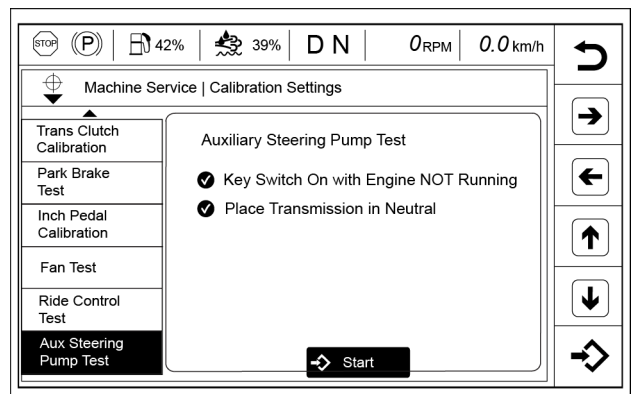 STOP (P) 42% 39% D N 0 RPM 0.0 km/h
Machine Service | Calibration Settings
Trans Clutch
Calibration
Park Brake
Test
Inch Pedal
Calibration
Fan Test
Ride Control
Test
Aux Steering
Pump Test
Auxiliary Steering Pump Test
Key Switch On with Engine NOT Running
Place Transmission in Neutral
Start